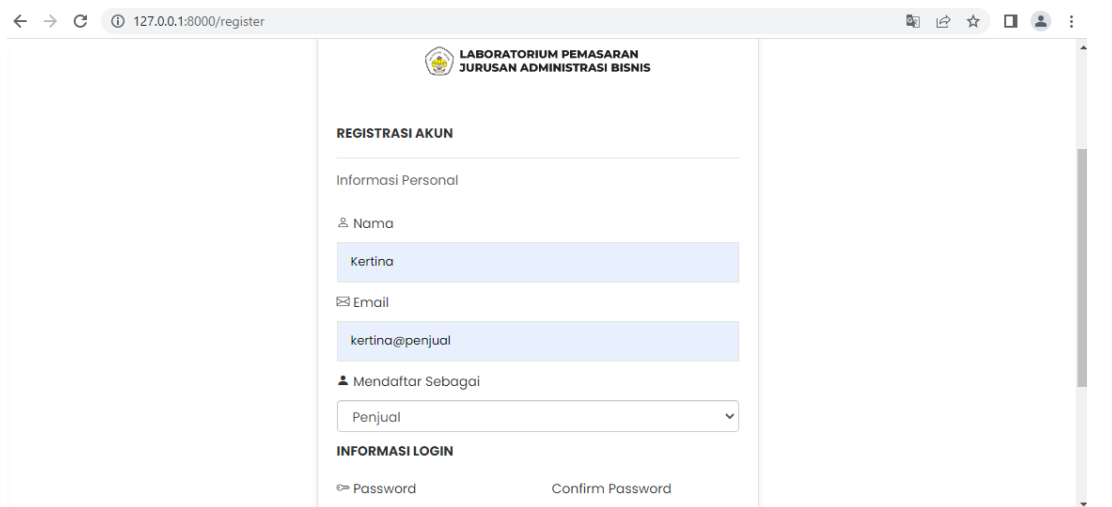 127.0.0.1:8000/register
LABORATORIUM PEMASARAN
JURUSAN ADMINISTRASI BISNIS
REGISTRASI AKUN
Informasi Personal
Nama
Kertina
Email
kertina@penjual
Mendaftar Sebagai
Penjual
INFORMASI LOGIN
Password Confirm Password